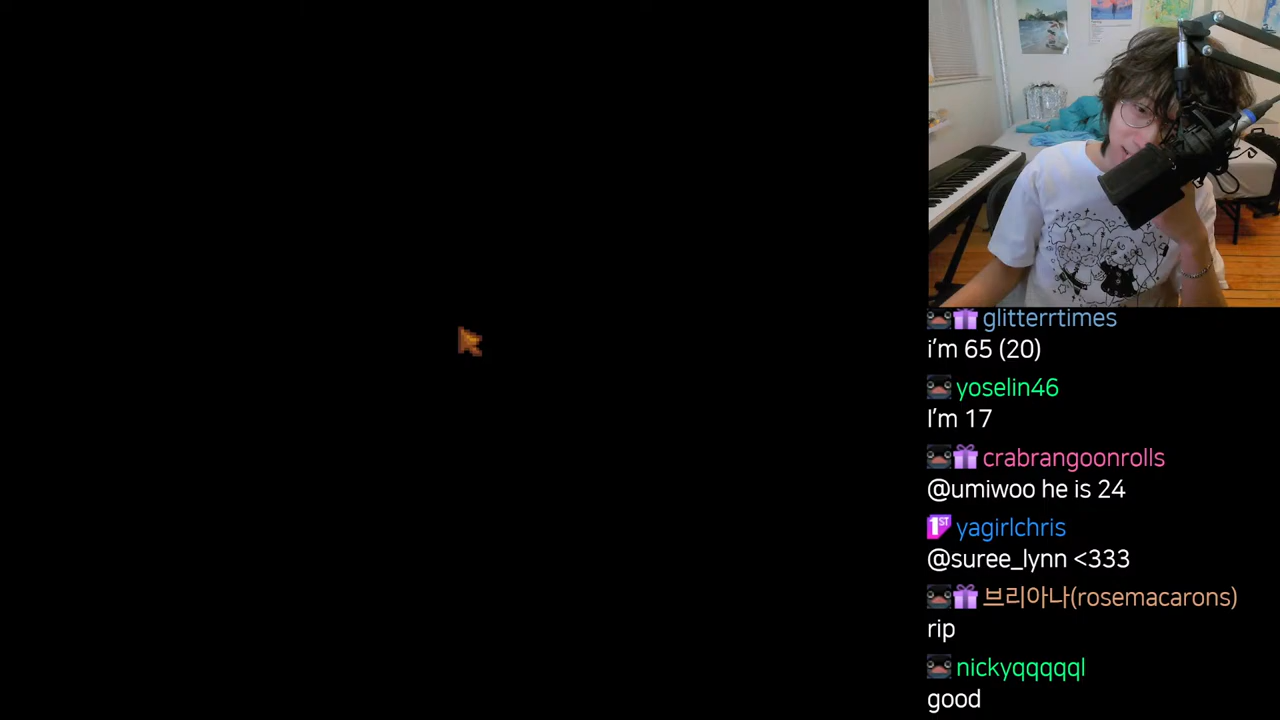 glitterrtimes
i'm 65 (20)
yoselin46
I'm 17
crabrangoonrolls
@umiwoo he is 24
1ST yagirlchris
@suree_lynn <333
브리아나(rosemacarons)
rip
nickyqqqqql
good